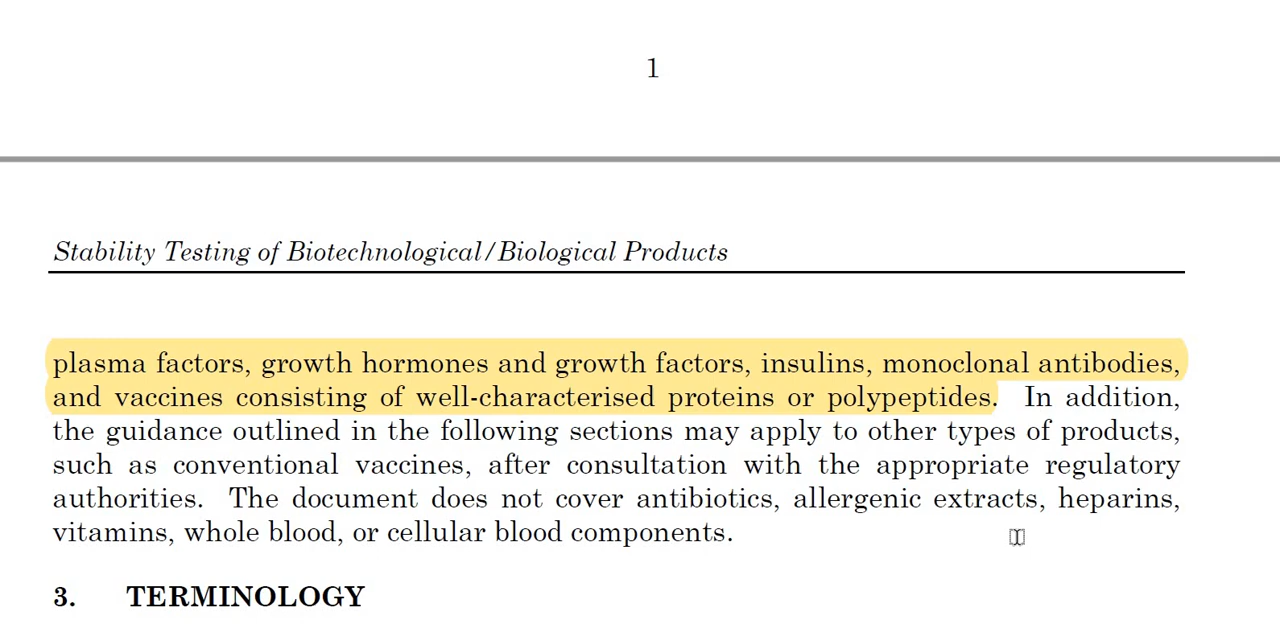 1
Stability Testing of Biotechnological/Biological Products
plasma factors, growth hormones and growth factors, insulins, monoclonal antibodies,
and vaccines consisting of well-characterised proteins or polypeptides. In addition,
the guidance outlined in the following sections may apply to other types of products,
such as conventional vaccines, after consultation with the appropriate regulatory
authorities. The document does not cover antibiotics, allergenic extracts, heparins,
vitamins, whole blood, or cellular blood components.
3. TERMINOLOGY